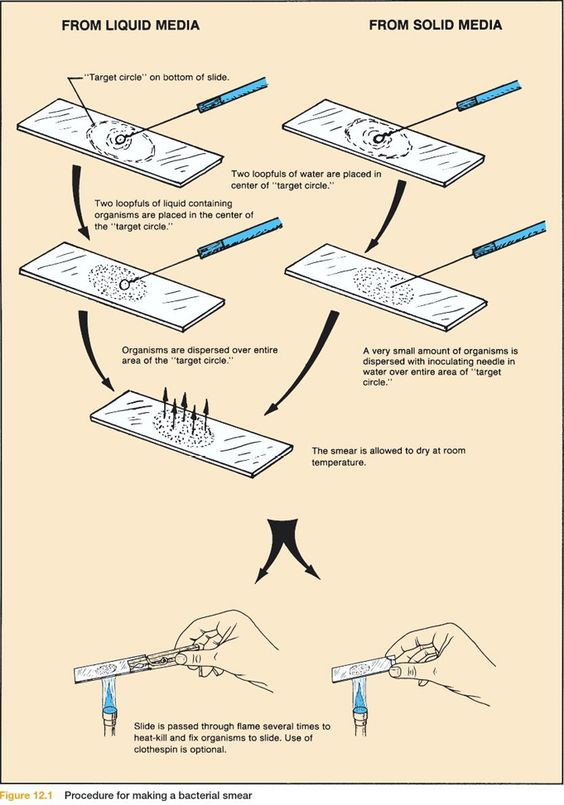 FROM LIQUID MEDIA
FROM SOLID MEDIA
"Target circle" on bottom of slide.
Two loopfuls of water are placed in
center of "target circle."
Two loopfuls of liquid containing
organisms are placed in the center of
the "target circle."
Organisms are dispersed over entire
area of the "target circle."
A very small amount of organisms is
dispersed with inoculating needle in
water over entire area of "target
circle."
The smear is allowed to dry at room
temperature.
Slide is passed through flame several times to
heat-kill and fix organisms to slide. Use of
clothespin is optional.
Figure 12.1 Procedure for making a bacterial smear